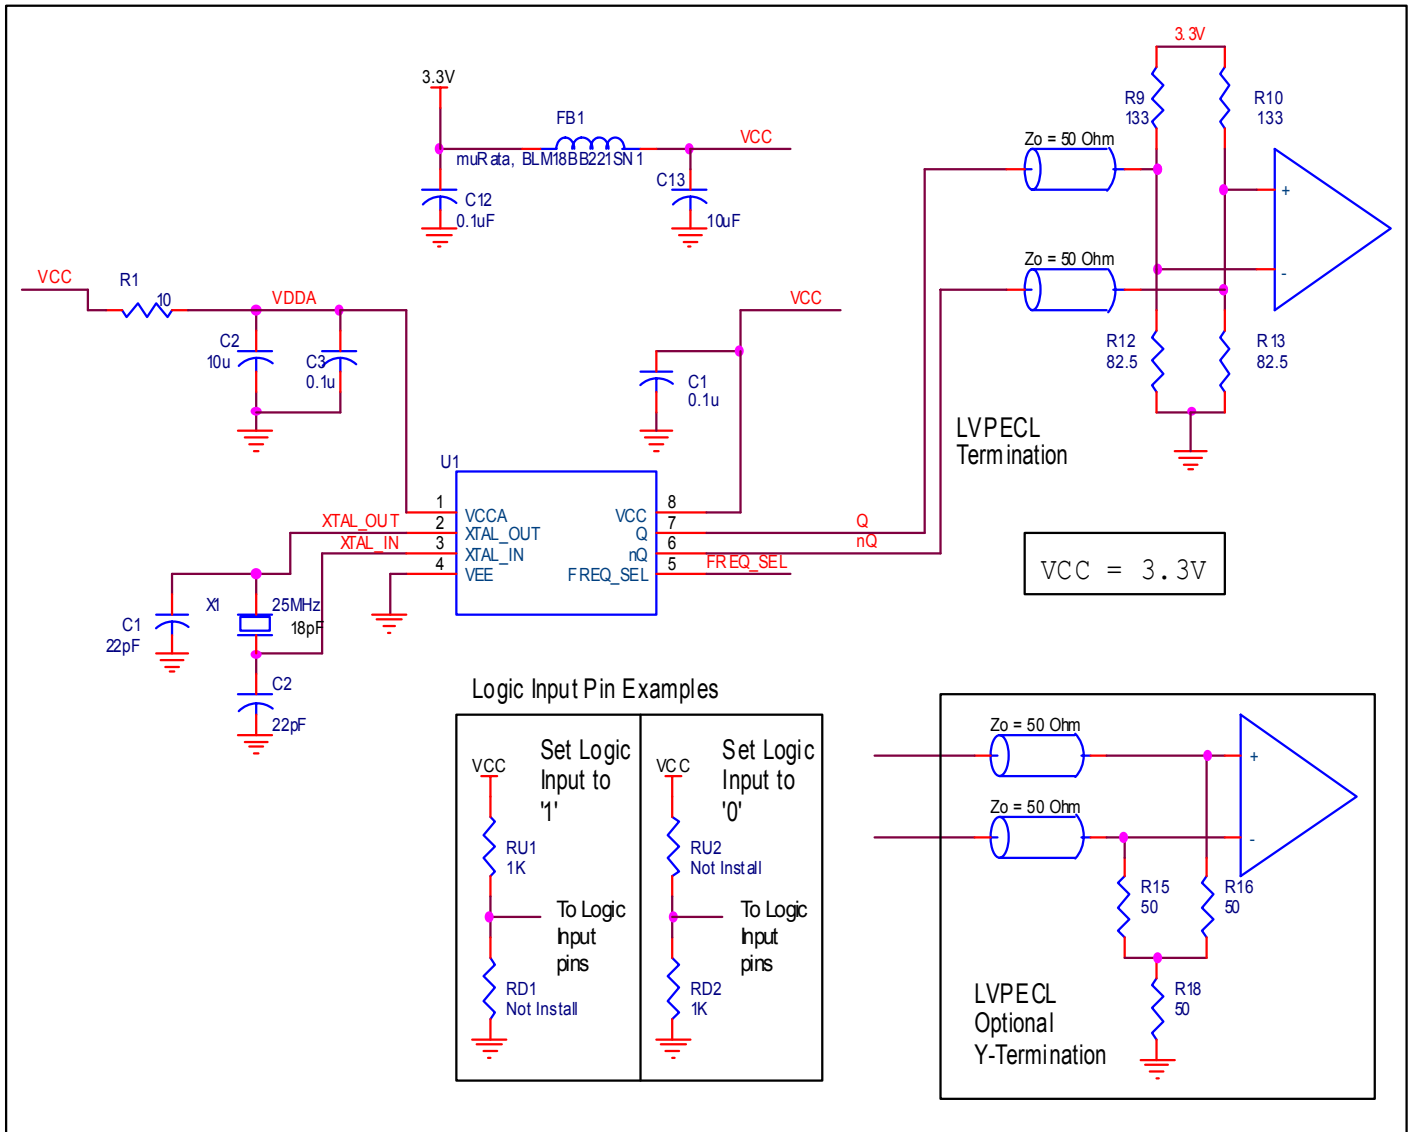 3.3V
3.3V
FB1
VCC
muRata, BLM18BB221SN1
C12
0.1uF
C13
10uF
R9
133
R10
133
Zo = 50 Ohm
+
Zo = 50 Ohm
-
R12
82.5
R13
82.5
LVPECL
Termination
VCC
R1
10
VDDA
C2
10u
C3
0.1u
VCC
C1
0.1u
U1
1
VCCA
2
XTAL_OUT
3
XTAL_IN
4
VEE
8
VCC
7
Q
6
nQ
5
FREQ_SEL
XTAL_OUT
XTAL_IN
Q
nQ
FREQ_SEL
VCC = 3.3V
C1
22pF
X1
25MHz
18pF
C2
22pF
Logic Input Pin Examples
VCC
Set Logic
Input to
'1'
RU1
1K
To Logic
Input
pins
RD1
Not Install
VCC
Set Logic
Input to
'0'
RU2
Not Install
To Logic
Input
pins
RD2
1K
Zo = 50 Ohm
+
Zo = 50 Ohm
-
R15
50
R16
50
R18
50
LVPECL
Optional
Y-Termination